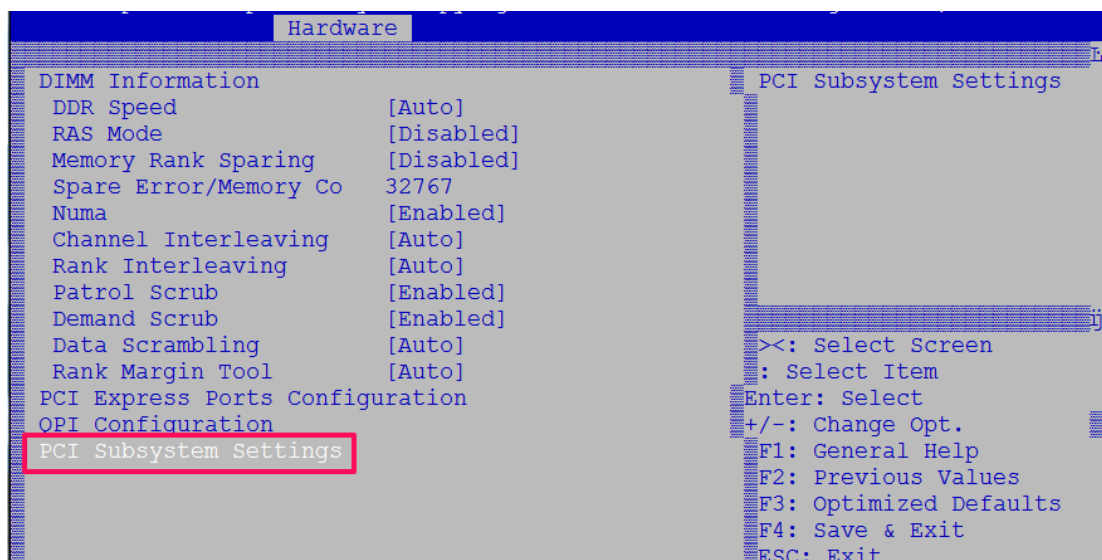 Hardware
DIMM Information
DDR Speed [Auto]
RAS Mode [Disabled]
Memory Rank Sparing [Disabled]
Spare Error/Memory Co 32767
Numa [Enabled]
Channel Interleaving [Auto]
Rank Interleaving [Auto]
Patrol Scrub [Enabled]
Demand Scrub [Enabled]
Data Scrambling [Auto]
Rank Margin Tool [Auto]
PCI Express Ports Configuration
QPI Configuration
PCI Subsystem Settings
PCI Subsystem Settings
><: Select Screen
: Select Item
Enter: Select
+/-: Change Opt.
F1: General Help
F2: Previous Values
F3: Optimized Defaults
F4: Save & Exit
ESC: Exit